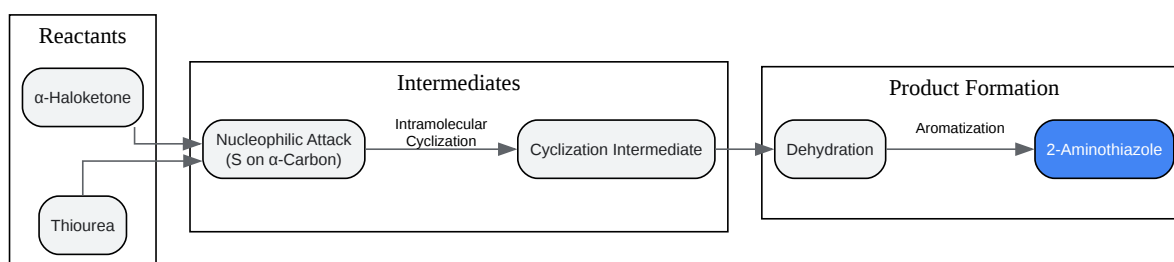 Reactants
α-Haloketone
Thiourea
Intermediates
Nucleophilic Attack
(S on α-Carbon)
Intramolecular
Cyclization
Cyclization Intermediate
Product Formation
Dehydration
Aromatization
2-Aminothiazole